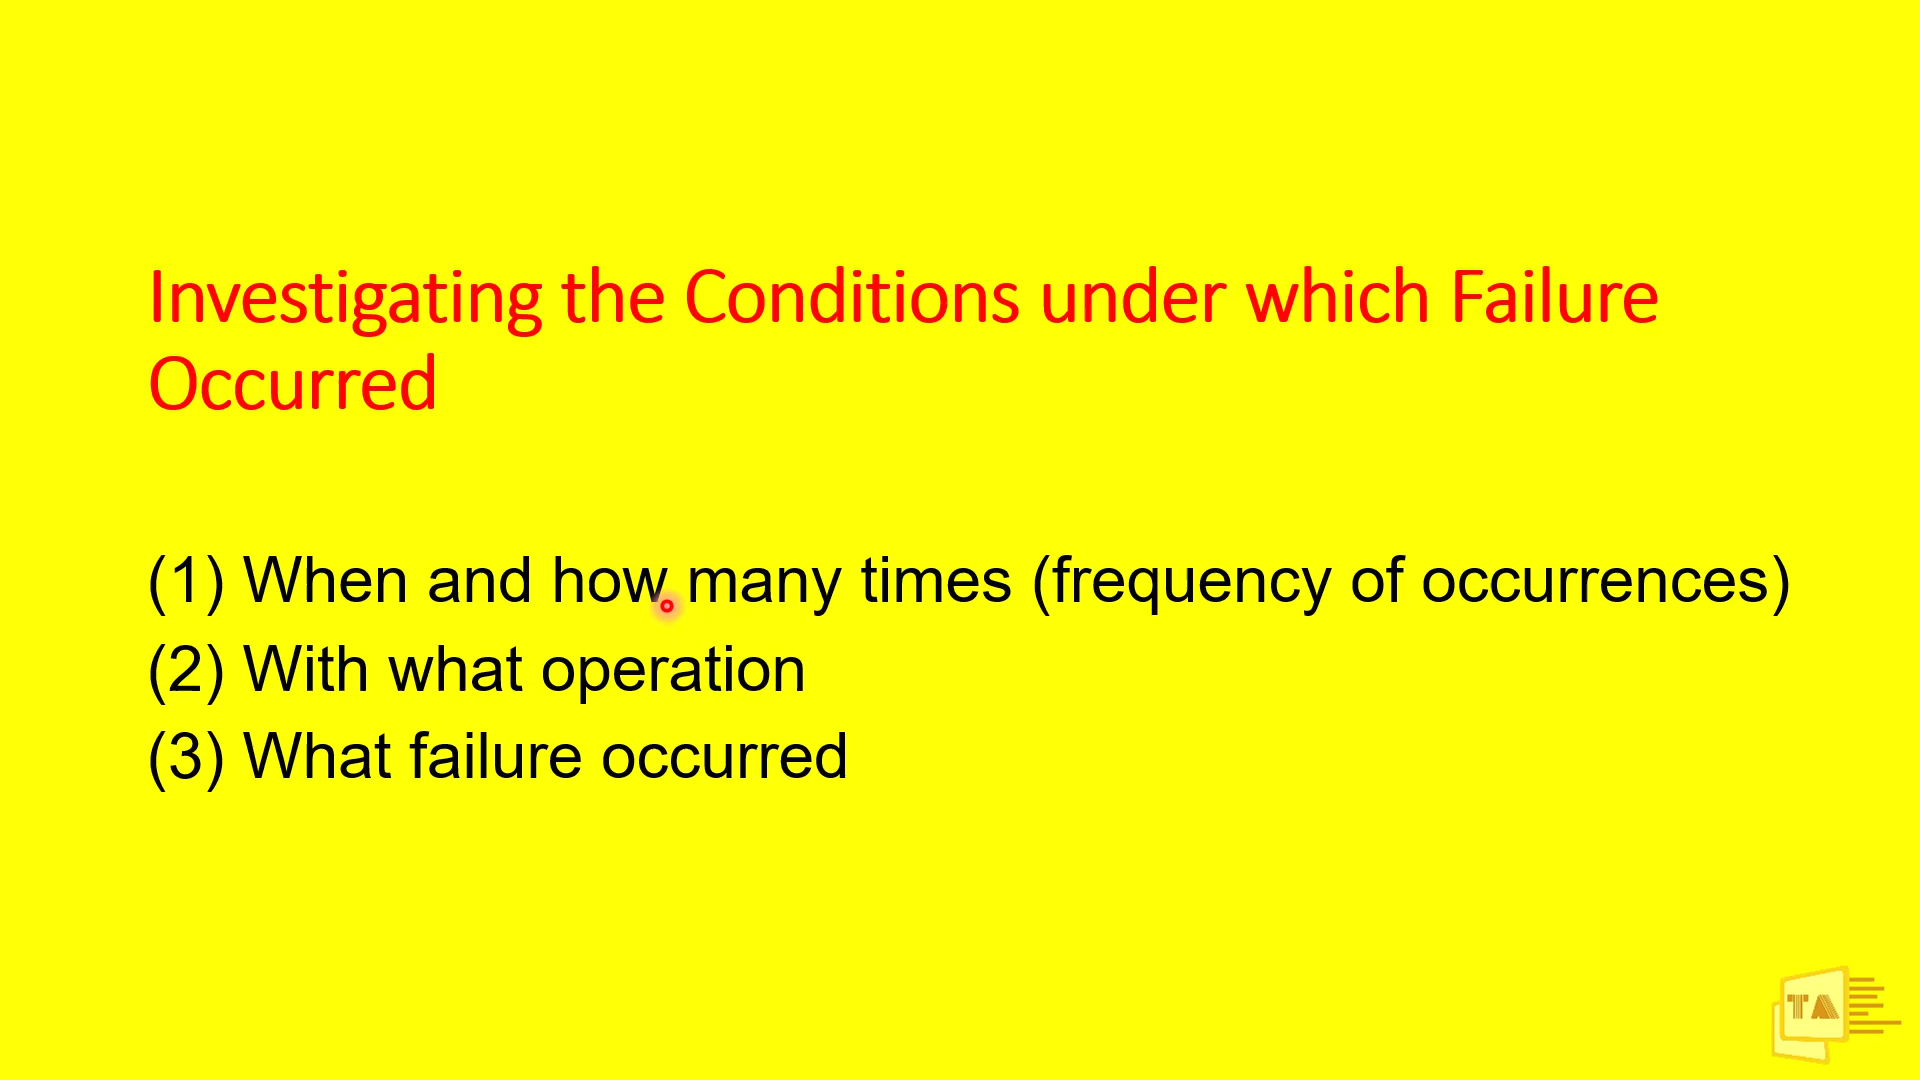 Investigating the Conditions under which Failure
Occurred
(1) When and how many times (frequency of occurrences)
(2) With what operation
(3) What failure occurred
TA